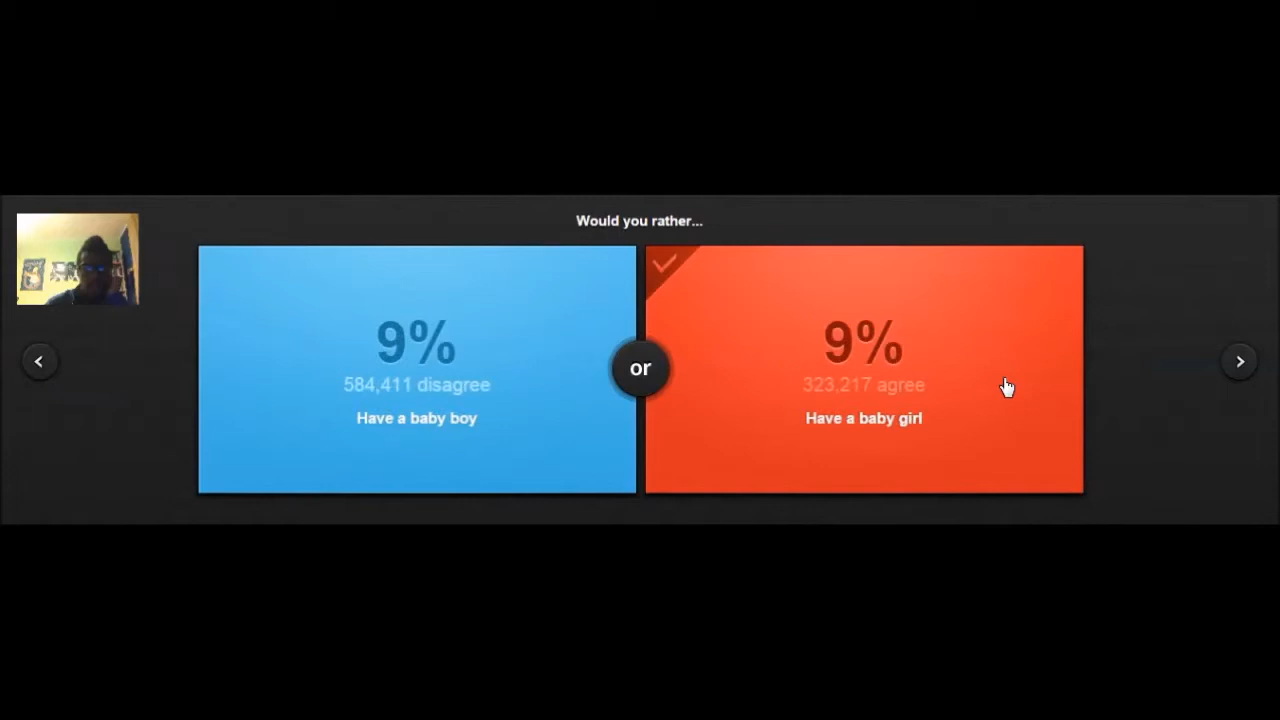 Would you rather...
9%
584,411 disagree
Have a baby boy
or
9%
323,217 agree
Have a baby girl